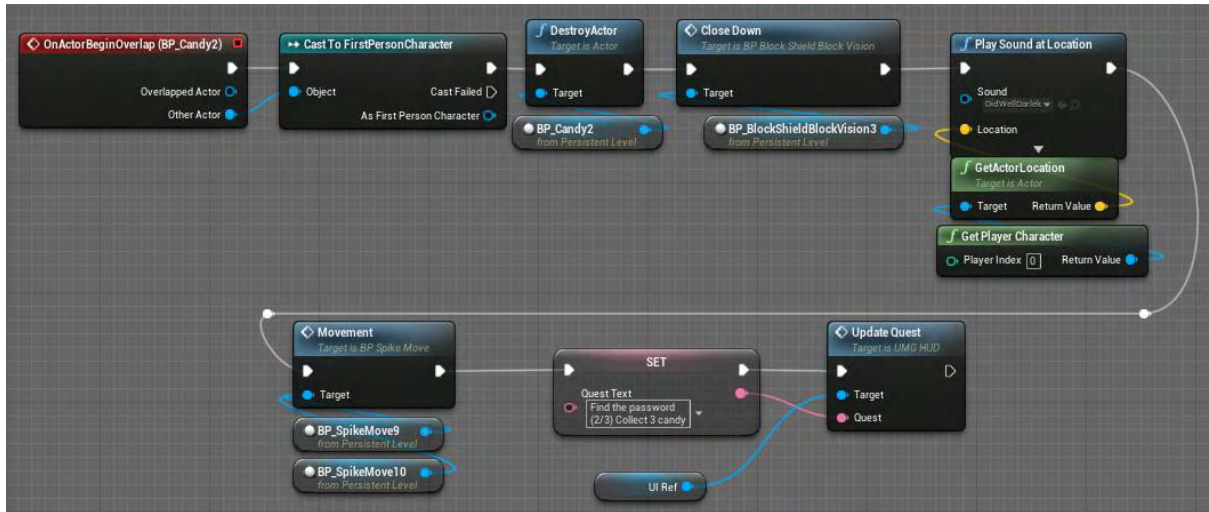 OnActorBeginOverlap (BP_Candy2)
Overlapped Actor
Other Actor
Cast To FirstPersonCharacter
Object
Cast Failed
As First Person Character
DestroyActor
Target is Actor
Target
BP_Candy2
from Persistent Level
Close Down
Target is BP Block Shield Block Vision
Target
BP_BlockShieldBlockVision3
from Persistent Level
Play Sound at Location
Sound
DidWellDarlek
Location
GetActorLocation
Target is Actor
Target Return Value
Get Player Character
Player Index 0 Return Value
Movement
Target is BP Spike Move
Target
BP_SpikeMove9
from Persistent Level
BP_SpikeMove10
from Persistent Level
SET
Quest Text
Find the password
(2/3) Collect 3 candy
Update Quest
Target is UMG HUD
Target
Quest
UI Ref